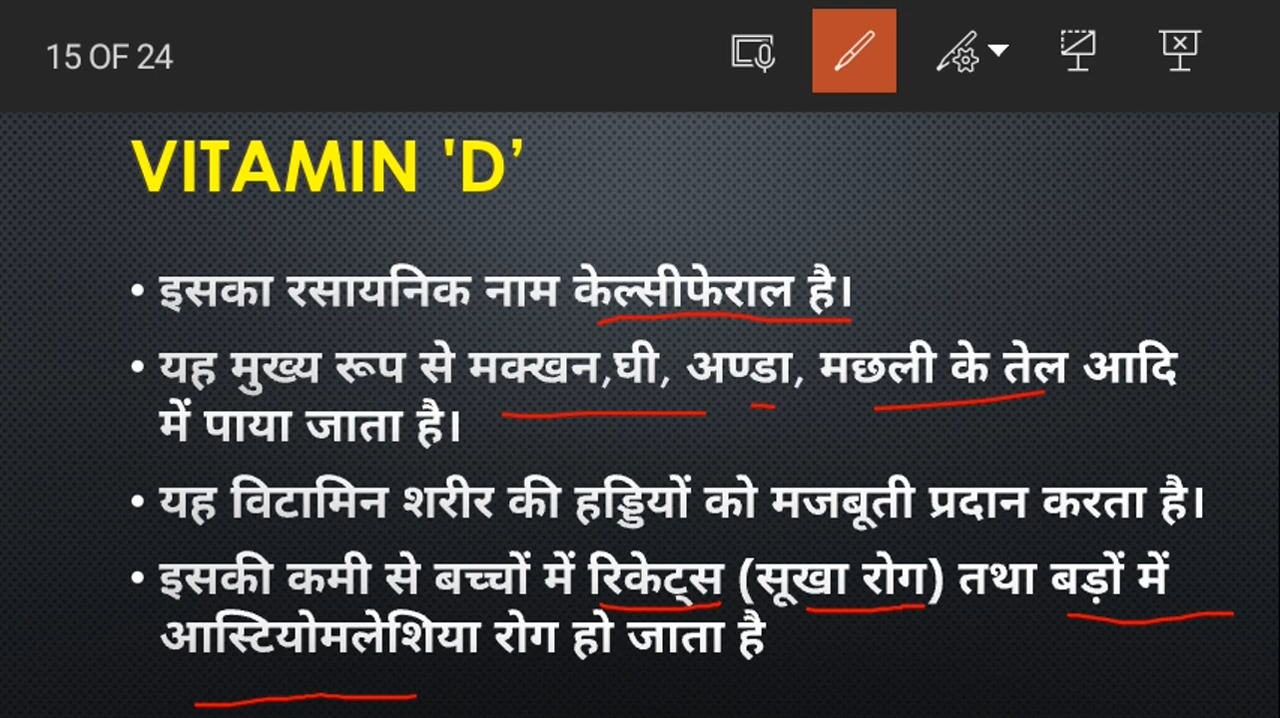 15 OF 24
VITAMIN 'D’
• इसका रसायनिक नाम केल्सीफेराल है।
• यह मुख्य रूप से मक्खन,घी, अण्डा, मछली के तेल आदि
में पाया जाता है।
• यह विटामिन शरीर की हड्डियों को मजबूती प्रदान करता है।
• इसकी कमी से बच्चों में रिकेट्स (सूखा रोग) तथा बड़ों में
आस्टियोमलेशिया रोग हो जाता है